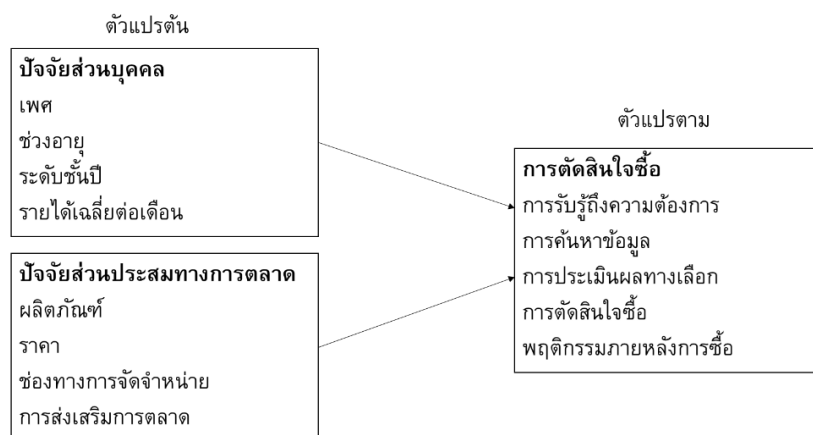 ตัวแปรต้น
ปัจจัยส่วนบุคคล
เพศ
ช่วงอายุ
ระดับชั้นปี
รายได้เฉลี่ยต่อเดือน
ปัจจัยส่วนประสมทางการตลาด
ผลิตภัณฑ์
ราคา
ช่องทางการจัดจำหน่าย
การส่งเสริมการตลาด
ตัวแปรตาม
การตัดสินใจซื้อ
การรับรู้ถึงความต้องการ
การค้นหาข้อมูล
การประเมินผลทางเลือก
การตัดสินใจซื้อ
พฤติกรรมภายหลังการซื้อ